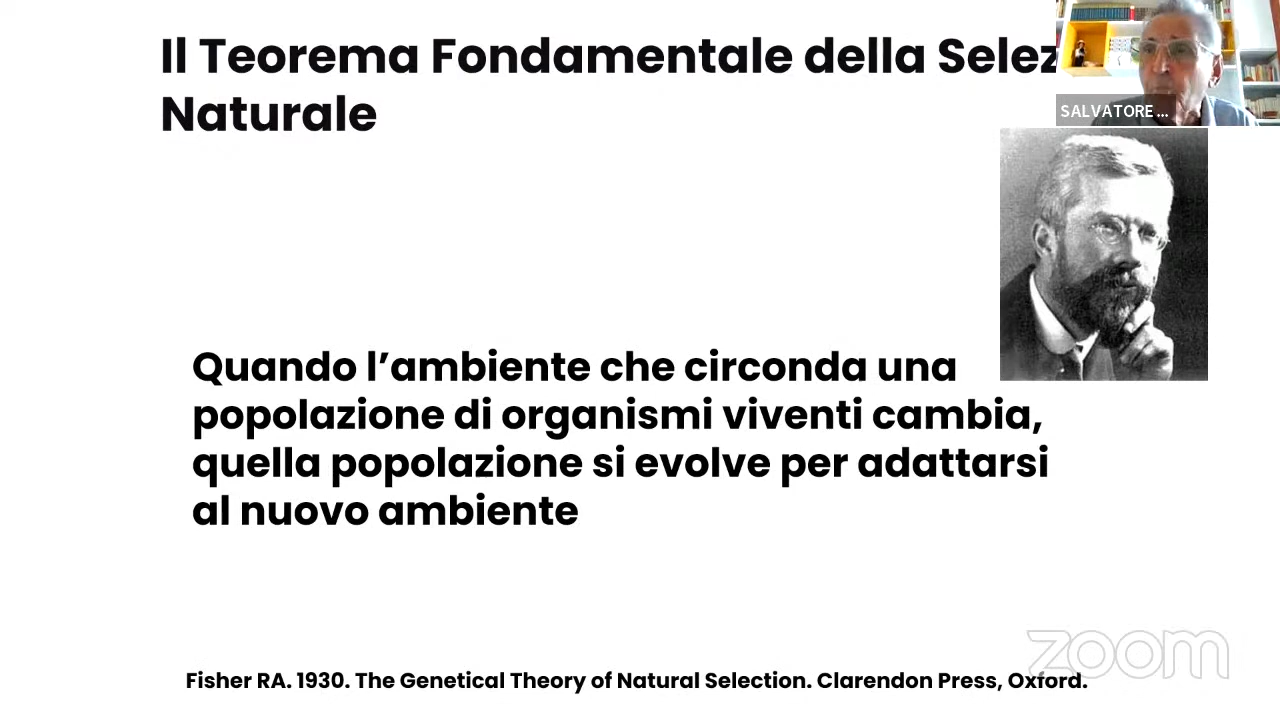 Il Teorema Fondamentale della Selez
Naturale
SALVATORE ...
Quando l’ambiente che circonda una
popolazione di organismi viventi cambia,
quella popolazione si evolve per adattarsi
al nuovo ambiente
zoom
Fisher RA. 1930. The Genetical Theory of Natural Selection. Clarendon Press, Oxford.